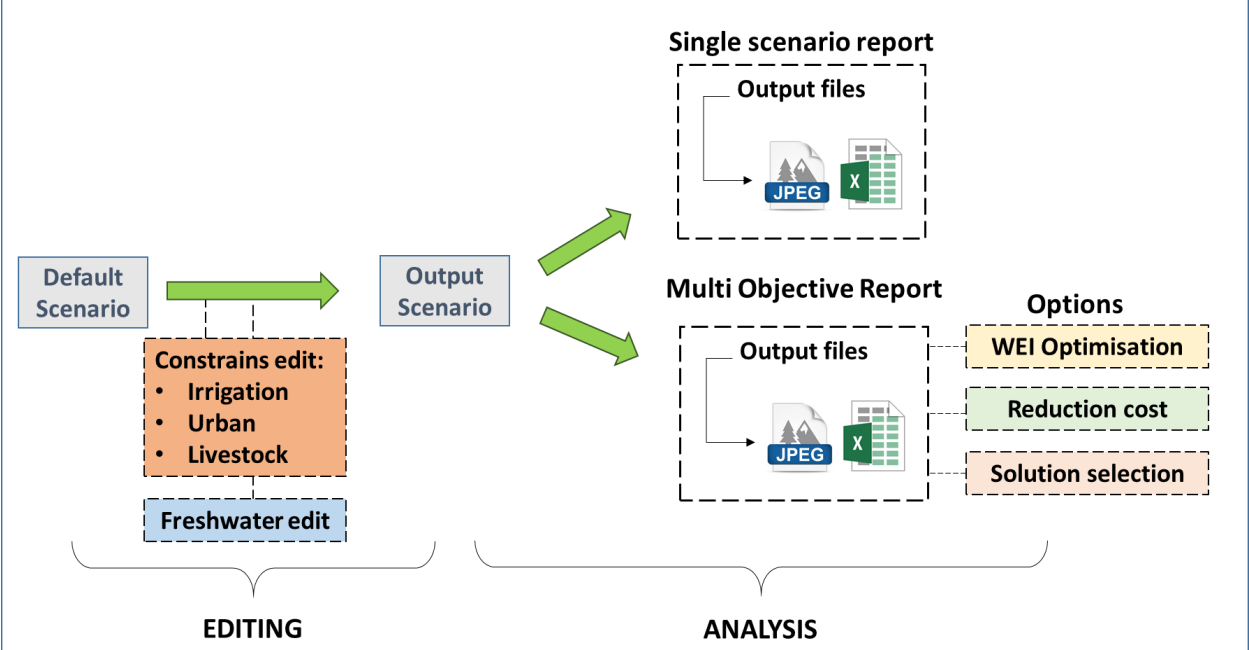 Single scenario report
Output files
JPEG
X
Default
Scenario
Output
Scenario
Constrains edit:
• Irrigation
• Urban
• Livestock
Freshwater edit
Multi Objective Report
Output files
JPEG
X
Options
WEI Optimisation
Reduction cost
Solution selection
EDITING
ANALYSIS